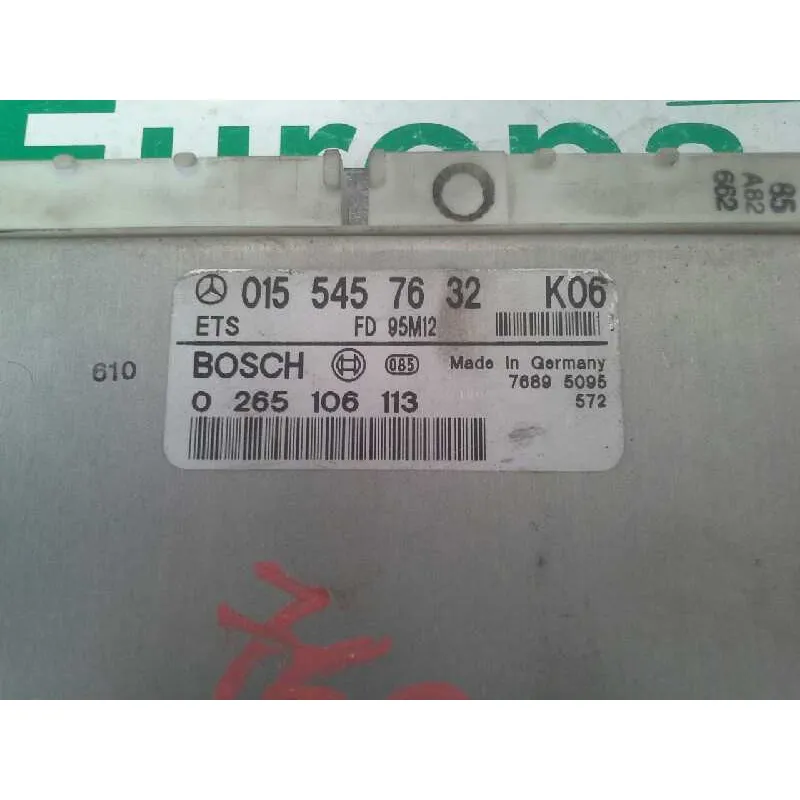 Europa
85
A82
662
015 545 76 32 K06
ETS FD 95M12
610
BOSCH 085 Made in Germany
7689 5095
0 265 106 113 572